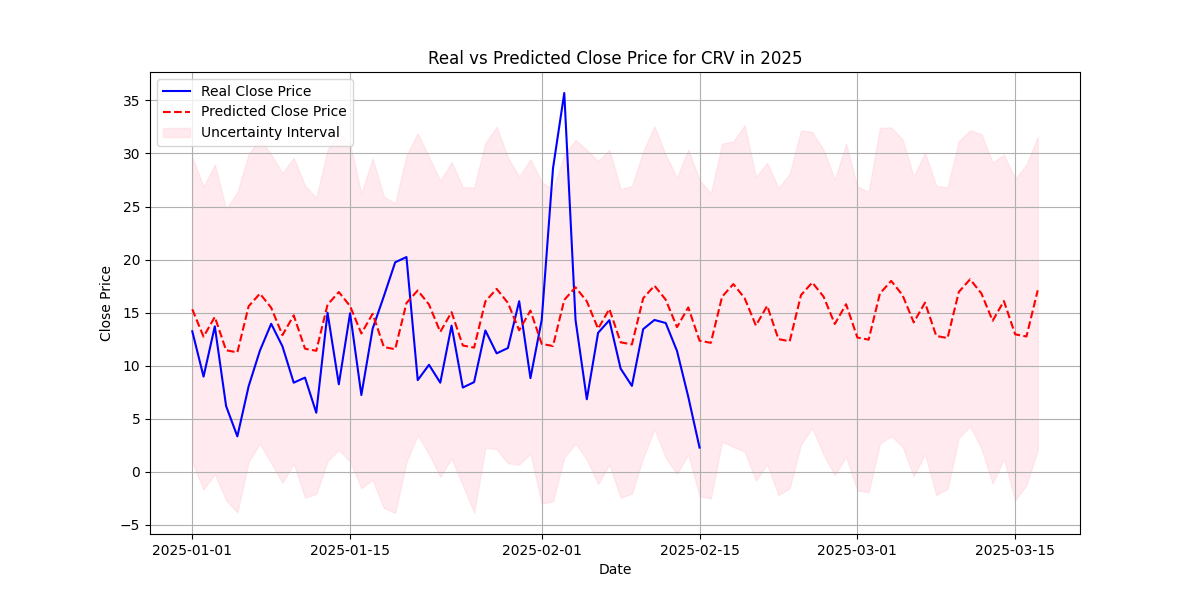 Real vs Predicted Close Price for CRV in 2025
Real Close Price
Predicted Close Price
Uncertainty Interval
Close Price
35
30
25
20
15
10
5
0
−5
2025-01-01
2025-01-15
2025-02-01
2025-02-15
2025-03-01
2025-03-15
Date